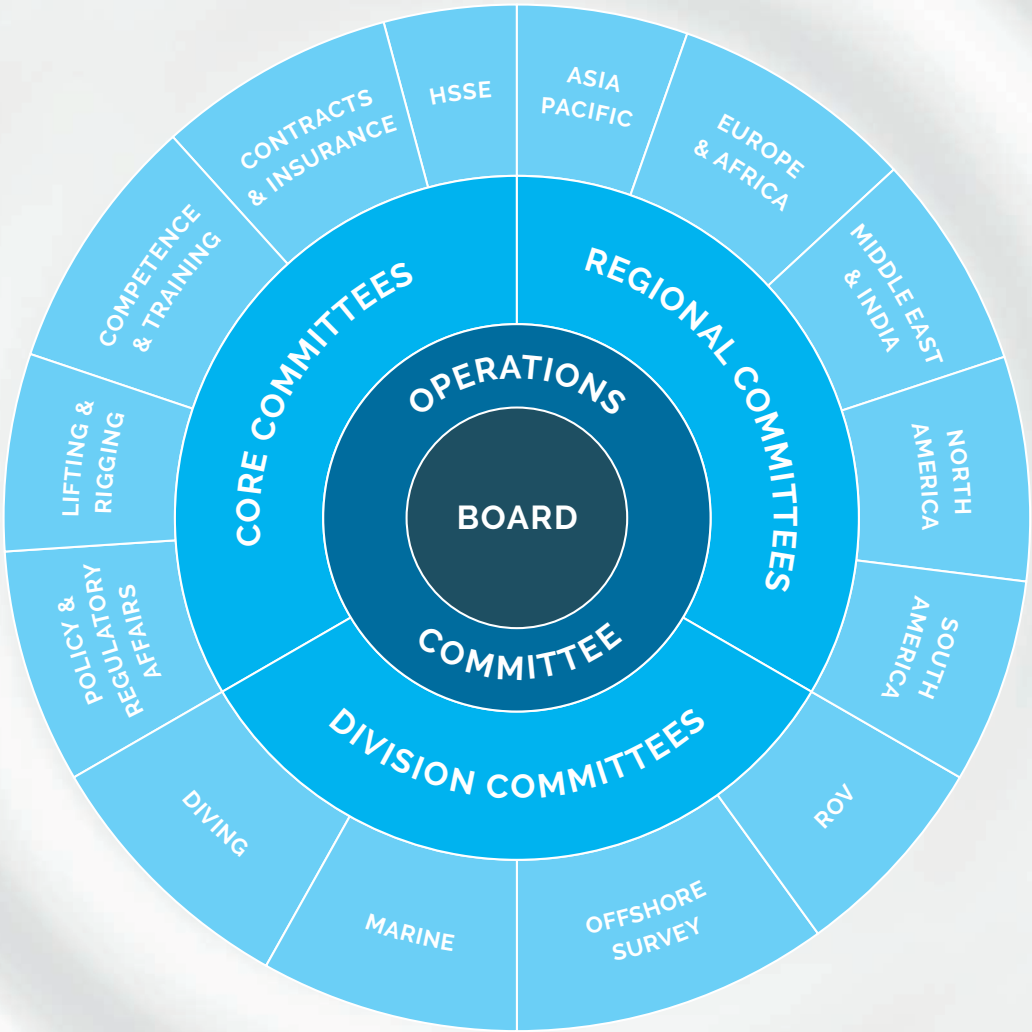 BOARD
OPERATIONS
COMMITTEE
CORE COMMITTEES
REGIONAL COMMITTEES
DIVISION COMMITTEES
HSSE
ASIA
PACIFIC
EUROPE
& AFRICA
MIDDLE EAST
& INDIA
NORTH
AMERICA
SOUTH
AMERICA
ROV
OFFSHORE
SURVEY
MARINE
DIVING
POLICY &
REGULATORY
AFFAIRS
LIFTING &
RIGGING
COMPETENCE
& TRAINING
CONTRACTS
& INSURANCE